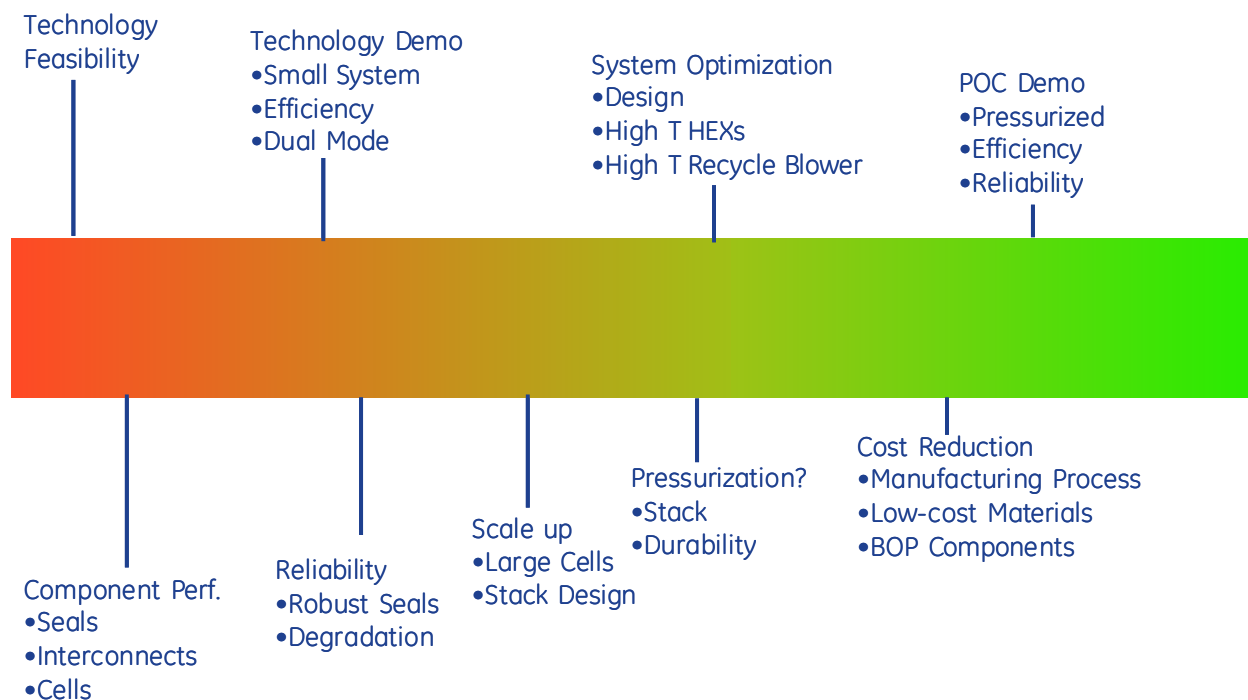 Technology
Feasibility
Technology Demo
•Small System
•Efficiency
•Dual Mode
System Optimization
•Design
•High T HEXs
•High T Recycle Blower
POC Demo
•Pressurized
•Efficiency
•Reliability
Component Perf.
•Seals
•Interconnects
•Cells
Reliability
•Robust Seals
•Degradation
Scale up
•Large Cells
•Stack Design
Pressurization?
•Stack
•Durability
Cost Reduction
•Manufacturing Process
•Low-cost Materials
•BOP Components